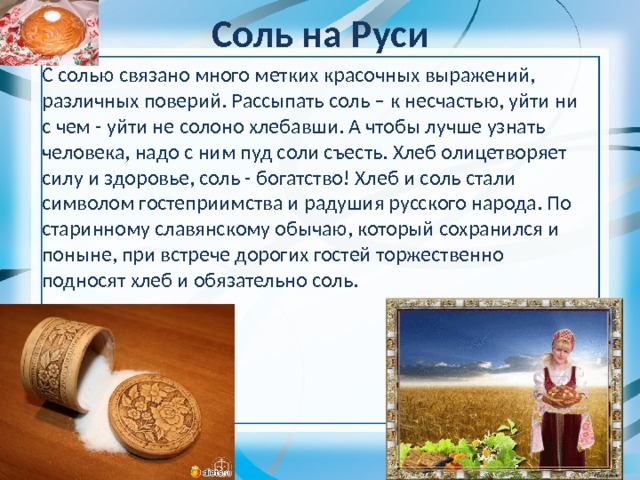 Соль на Руси
С солью связано много метких красочных выражений,
различных поверий. Рассыпать соль – к несчастью, уйти ни
с чем - уйти не солоно хлебавши. А чтобы лучше узнать
человека, надо с ним пуд соли съесть. Хлеб олицетворяет
силу и здоровье, соль - богатство! Хлеб и соль стали
символом гостеприимства и радушия русского народа. По
старинному славянскому обычаю, который сохранился и
поныне, при встрече дорогих гостей торжественно
подносят хлеб и обязательно соль.